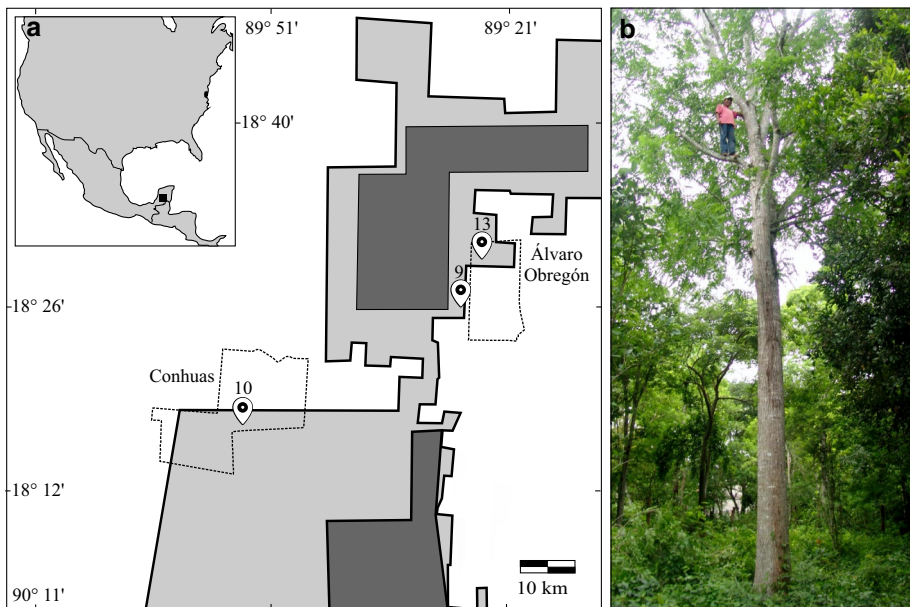 a
89° 51'
89° 21'
b
18° 40'
13
Álvaro
Obregón
9
18° 26'
Conhuas
10
18° 12'
90° 11'
10 km